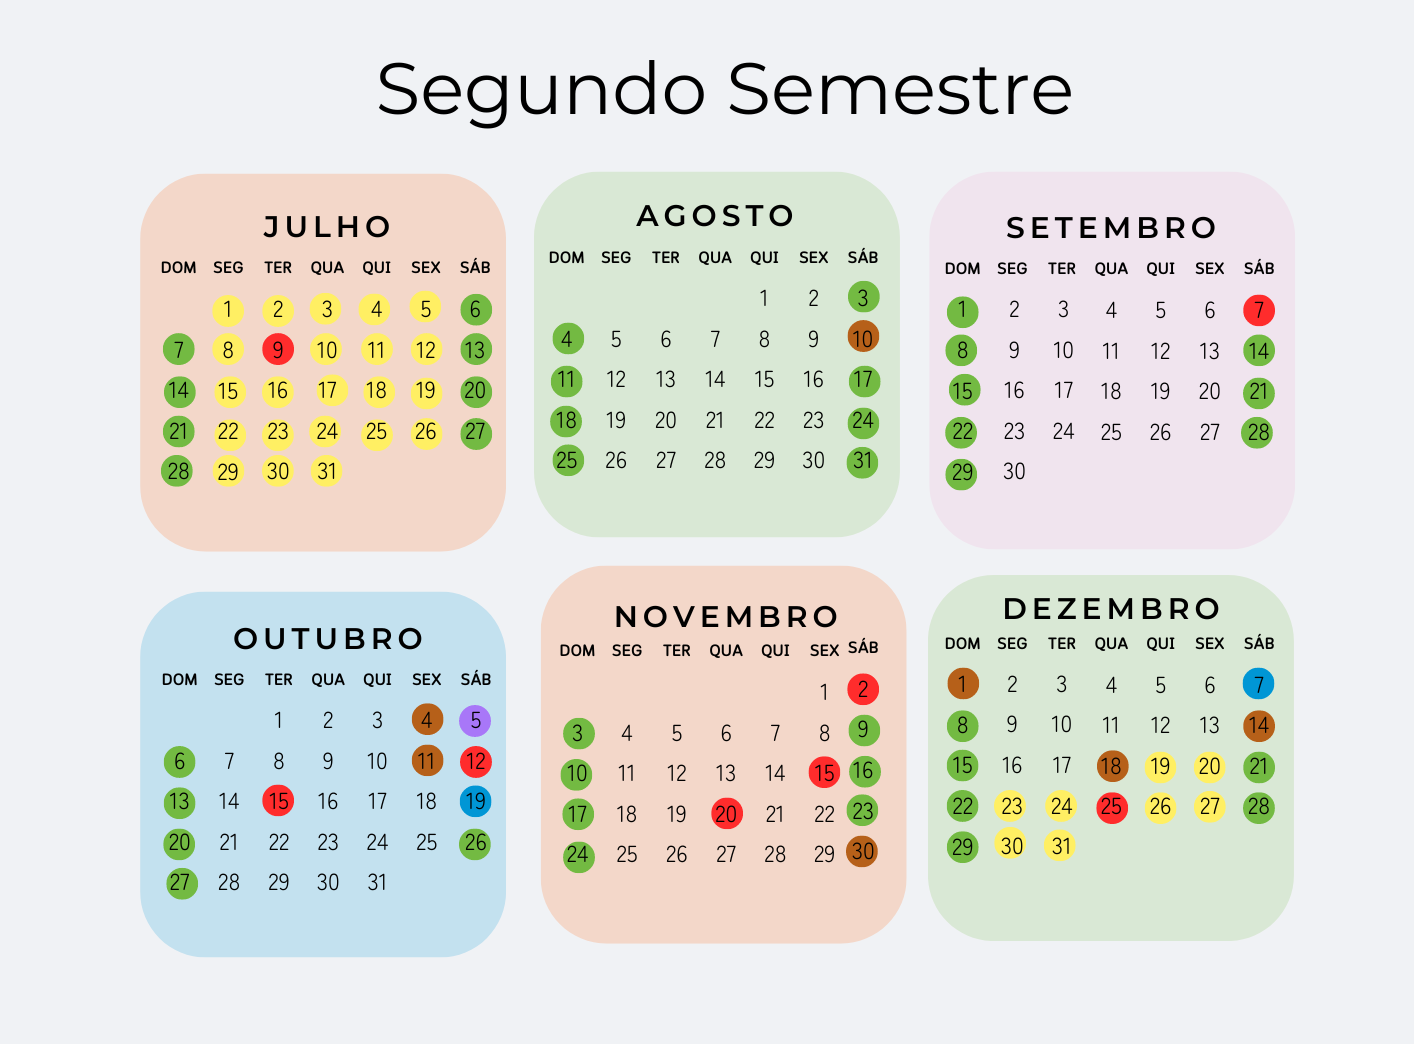 Segundo Semestre
JULHO
DOM SEG TER QUA QUI SEX SÁB
1 2 3 4 5 6
7 8 9 10 11 12 13
14 15 16 17 18 19 20
21 22 23 24 25 26 27
28 29 30 31
AGOSTO
DOM SEG TER QUA QUI SEX SÁB
1 2 3
4 5 6 7 8 9 10
11 12 13 14 15 16 17
18 19 20 21 22 23 24
25 26 27 28 29 30 31
SETEMBRO
DOM SEG TER QUA QUI SEX SÁB
1 2 3 4 5 6 7
8 9 10 11 12 13 14
15 16 17 18 19 20 21
22 23 24 25 26 27 28
29 30
OUTUBRO
DOM SEG TER QUA QUI SEX SÁB
1 2 3 4 5
6 7 8 9 10 11 12
13 14 15 16 17 18 19
20 21 22 23 24 25 26
27 28 29 30 31
NOVEMBRO
DOM SEG TER QUA QUI SEX SÁB
1 2
3 4 5 6 7 8 9
10 11 12 13 14 15 16
17 18 19 20 21 22 23
24 25 26 27 28 29 30
DEZEMBRO
DOM SEG TER QUA QUI SEX SÁB
1 2 3 4 5 6 7
8 9 10 11 12 13 14
15 16 17 18 19 20 21
22 23 24 25 26 27 28
29 30 31